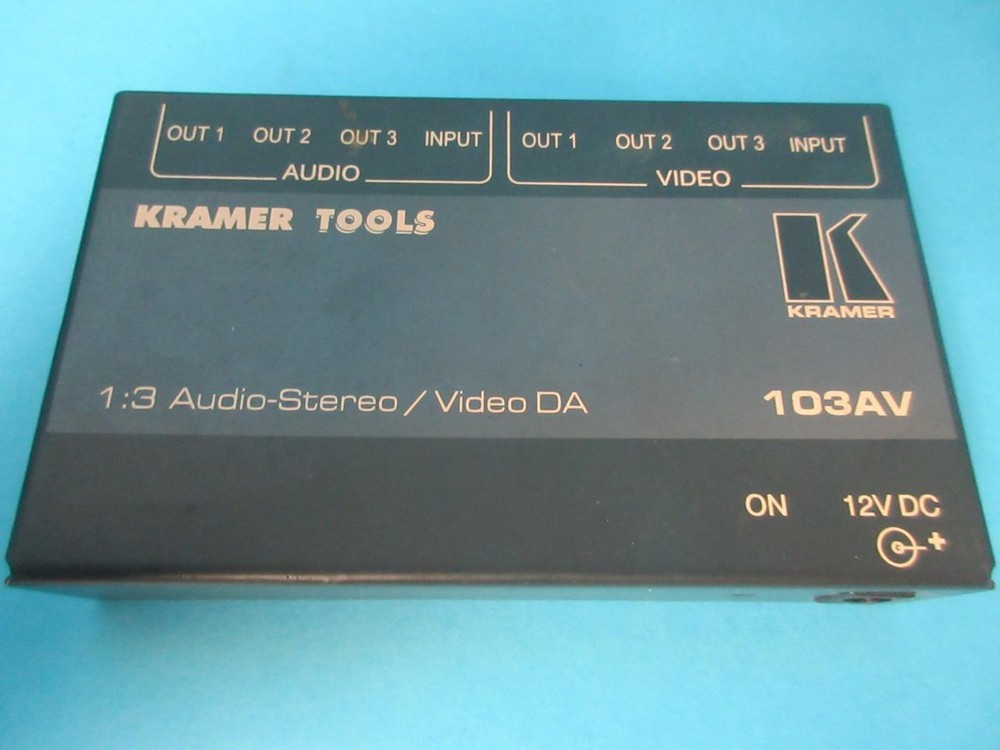 OUT 1 OUT 2 OUT 3 INPUT OUT 1 OUT 2 OUT 3 INPUT
AUDIO VIDEO
KRAMER TOOLS
KRAMER
1:3 Audio-Stereo / Video DA 103AV
ON 12V DC
+